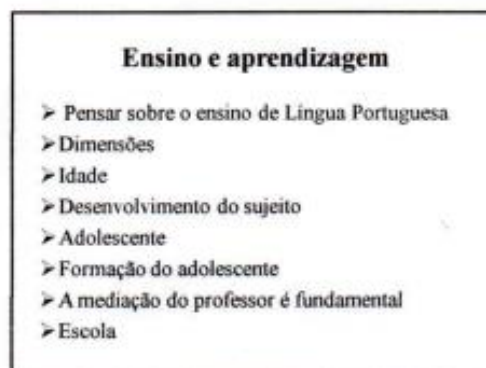 Ensino e aprendizagem
➢ Pensar sobre o ensino de Língua Portuguesa
➢ Dimensões
➢ Idade
➢ Desenvolvimento do sujeito
➢ Adolescente
➢ Formação do adolescente
➢ A mediação do professor é fundamental
➢ Escola